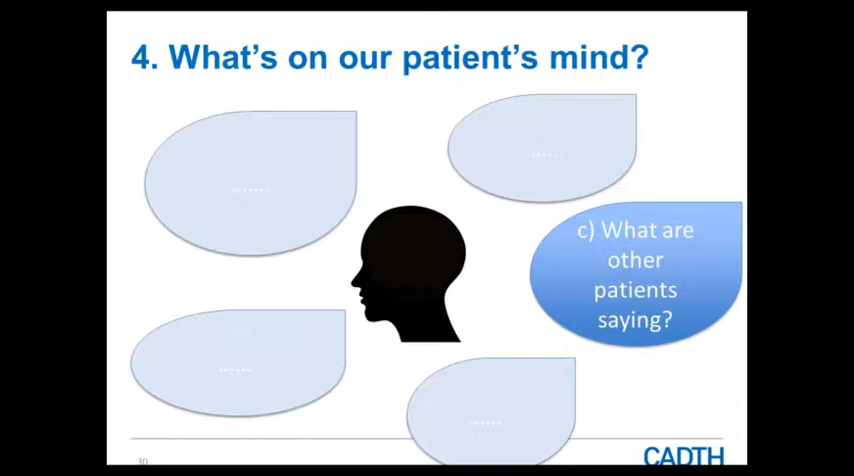 4. What's on our patient's mind?
.......
......
c) What are
other
patients
saying?
......
......
30
CADTH